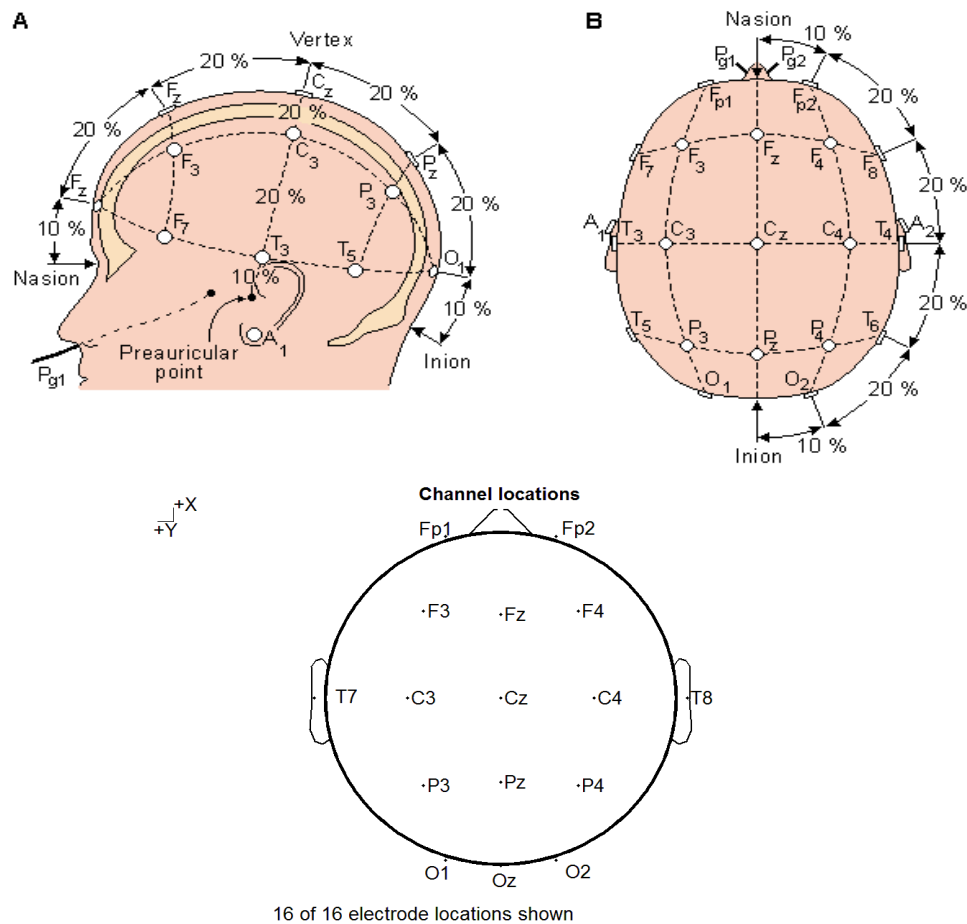 A
Vertex
20 %
20 %
Fz
Cz
20 %
20 %
C3
F3
Pz
Fz
20 %
P3
20 %
10 %
F7
T3
T5
O1
Nasion
10 %
10 %
A1
Preauricular
point
Inion
Pg1
B
Nasion
10 %
Pg1
Pg2
Fp1
Fp2
20 %
F7
F3
Fz
F4
F8
20 %
A1
T3
C3
Cz
C4
T4
A2
20 %
T5
P3
Pz
P4
T6
O1
O2
20 %
10 %
Inion
Channel locations
+X
+Y
Fp1
Fp2
F3
Fz
F4
T7
C3
Cz
C4
T8
P3
Pz
P4
O1
Oz
O2
16 of 16 electrode locations shown